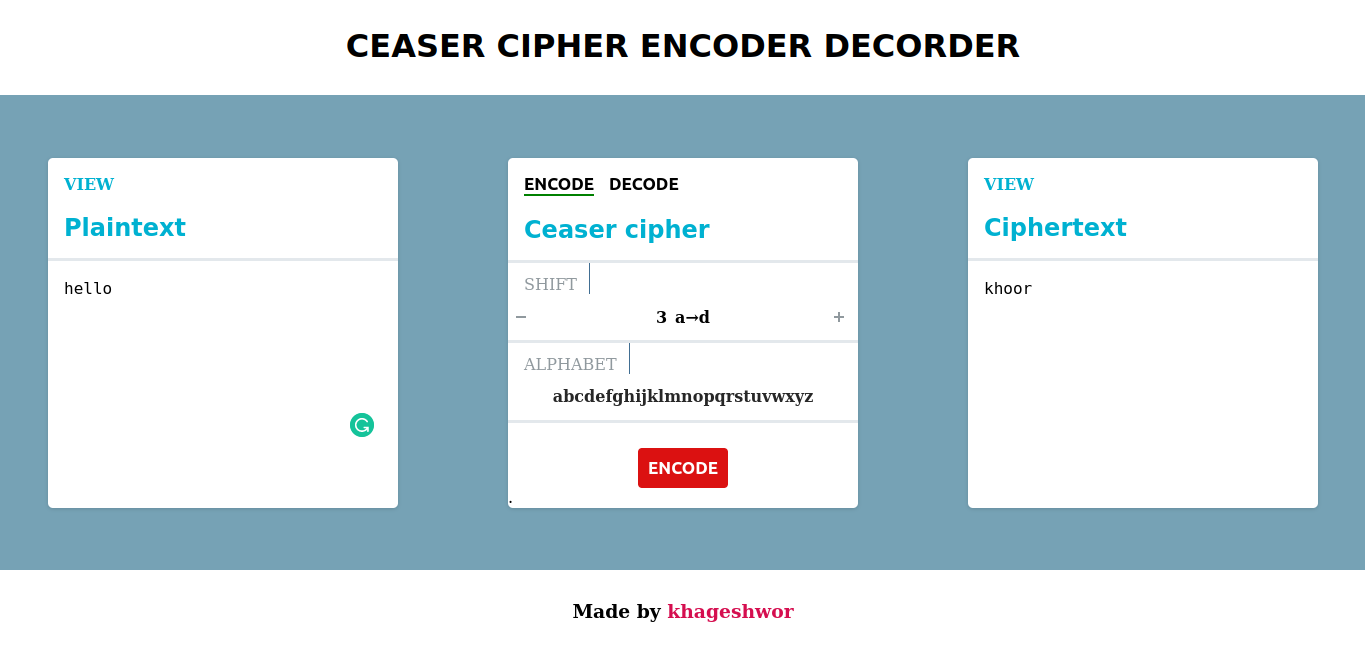 CEASER CIPHER ENCODER DECORDER
VIEW
Plaintext
hello
ENCODE DECODE
Ceaser cipher
SHIFT
− 3 a→d +
ALPHABET
abcdefghijklmnopqrstuvwxyz
ENCODE
.
VIEW
Ciphertext
khoor
Made by khageshwor